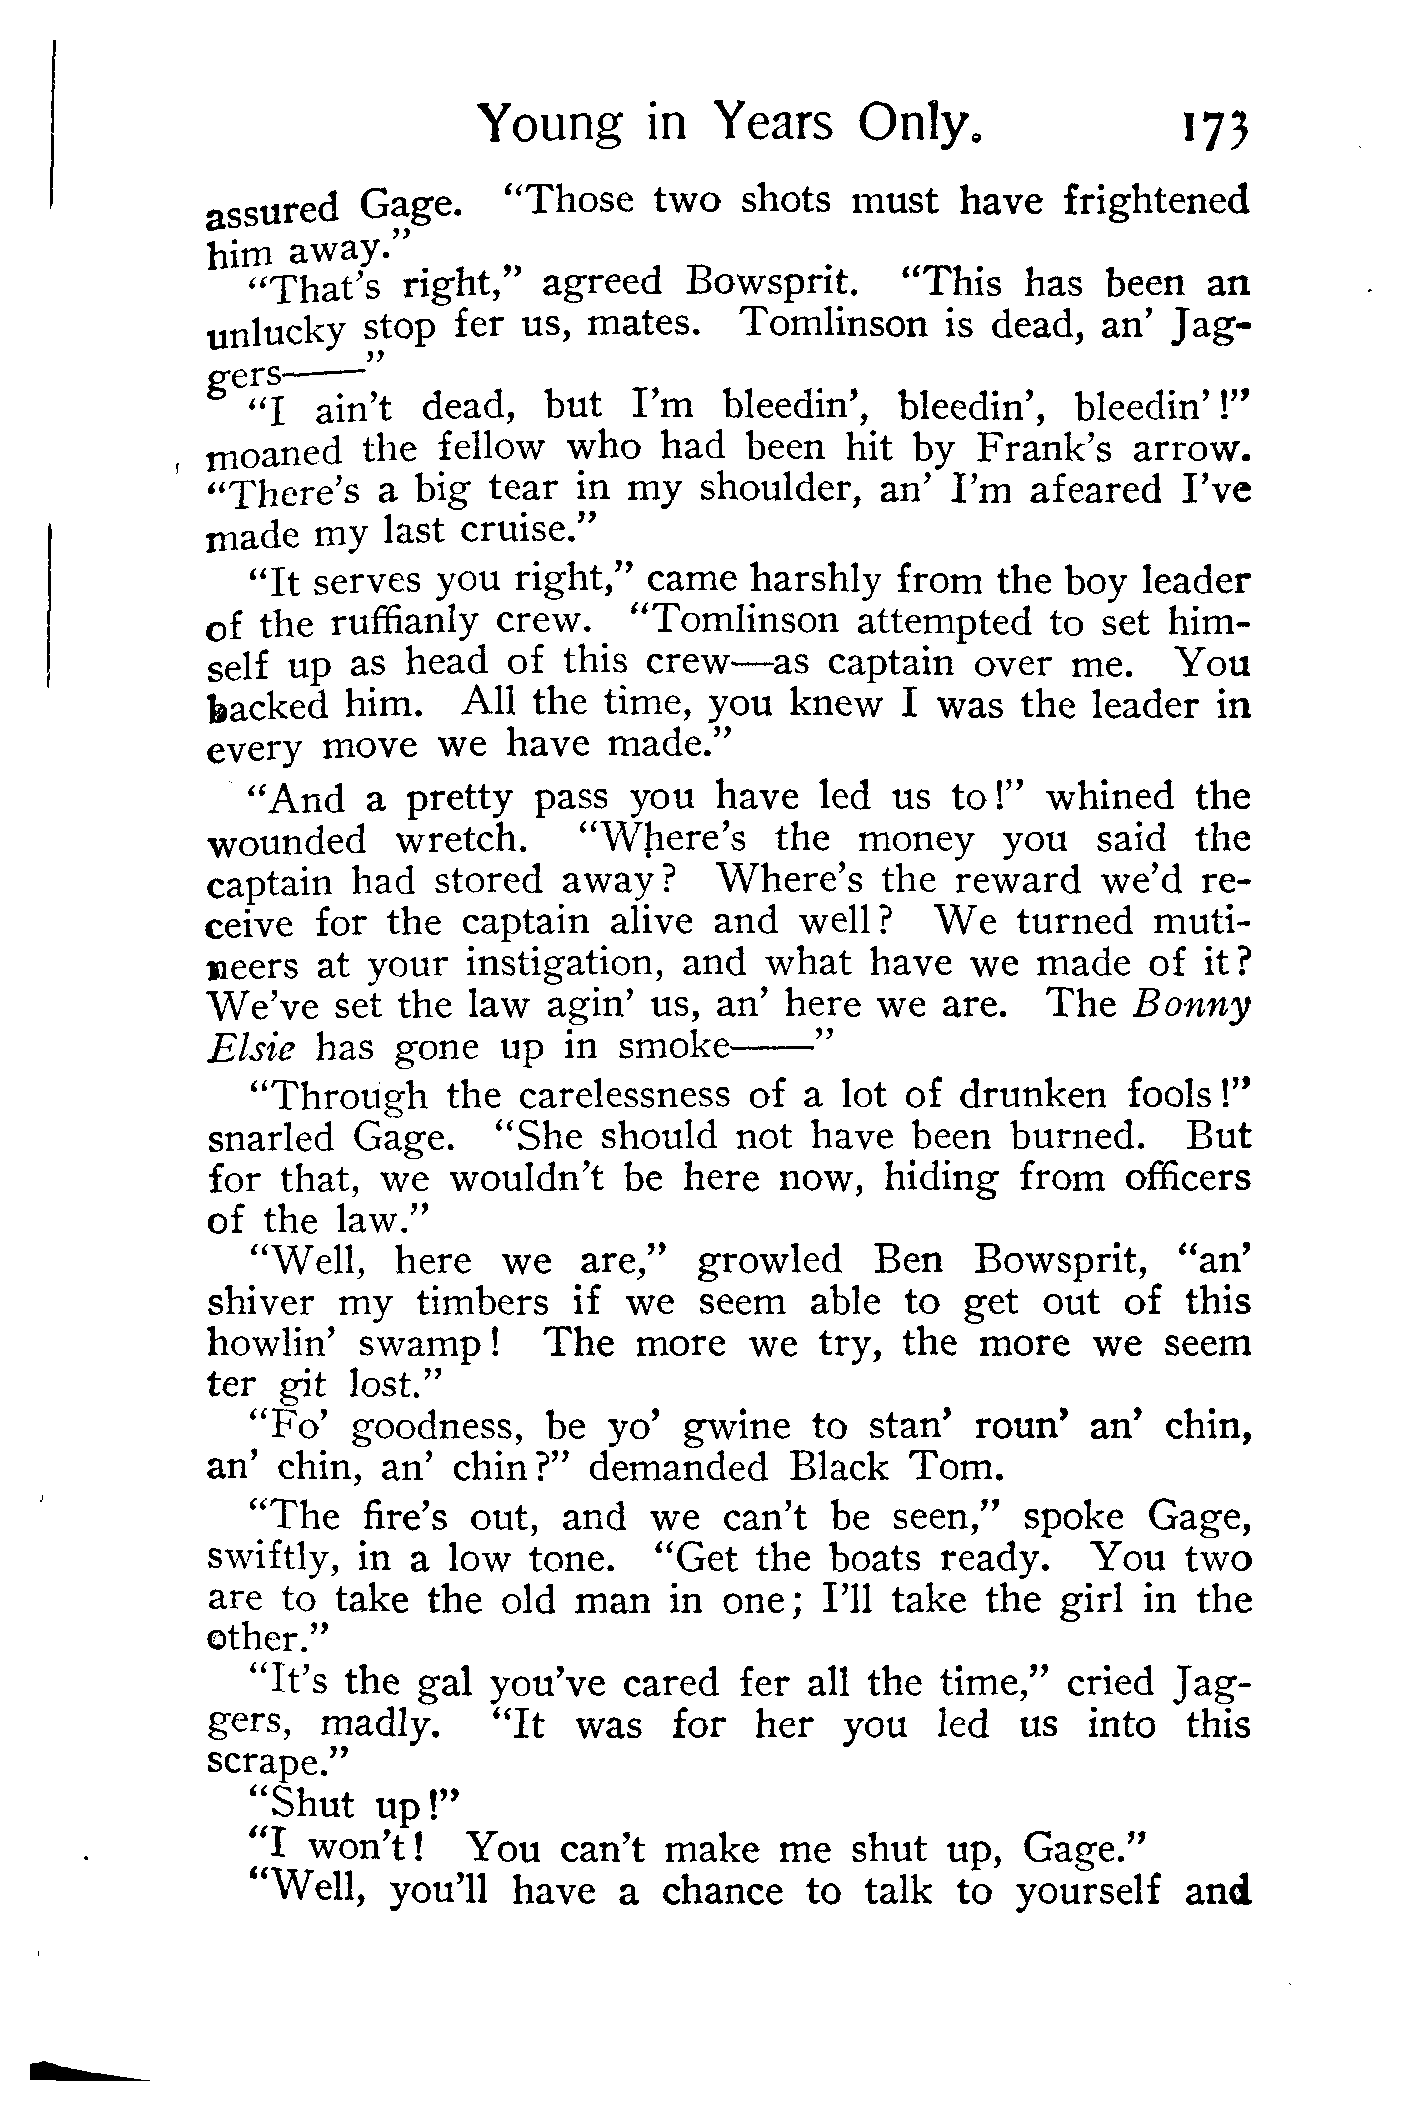 Young in Years Only. 173
assured Gage. "Those two shots must have frightened
him away."
"That's right," agreed Bowsprit. "This has been an
unlucky stop fer us, mates. Tomlinson is dead, an' Jag-
gers——"
"I ain't dead, but I'm bleedin', bleedin', bleedin'!"
moaned the fellow who had been hit by Frank's arrow.
"There's a big tear in my shoulder, an' I'm afeared I've
made my last cruise."
"It serves you right," came harshly from the boy leader
of the ruffianly crew. "Tomlinson attempted to set him-
self up as head of this crew—as captain over me. You
backed him. All the time, you knew I was the leader in
every move we have made."
"And a pretty pass you have led us to!" whined the
wounded wretch. "Where's the money you said the
captain had stored away? Where's the reward we'd re-
ceive for the captain alive and well? We turned muti-
neers at your instigation, and what have we made of it?
We've set the law agin' us, an' here we are. The Bonny
Elsie has gone up in smoke——"
"Through the carelessness of a lot of drunken fools!"
snarled Gage. "She should not have been burned. But
for that, we wouldn't be here now, hiding from officers
of the law."
"Well, here we are," growled Ben Bowsprit, "an'
shiver my timbers if we seem able to get out of this
howlin' swamp! The more we try, the more we seem
ter git lost."
"Fo' goodness, be yo' gwine to stan' roun' an' chin,
an' chin, an' chin?" demanded Black Tom.
"The fire's out, and we can't be seen," spoke Gage,
swiftly, in a low tone. "Get the boats ready. You two
are to take the old man in one; I'll take the girl in the
other."
"It's the gal you've cared fer all the time," cried Jag-
gers, madly. "It was for her you led us into this
scrape."
"Shut up!"
"I won't! You can't make me shut up, Gage."
"Well, you'll have a chance to talk to yourself and